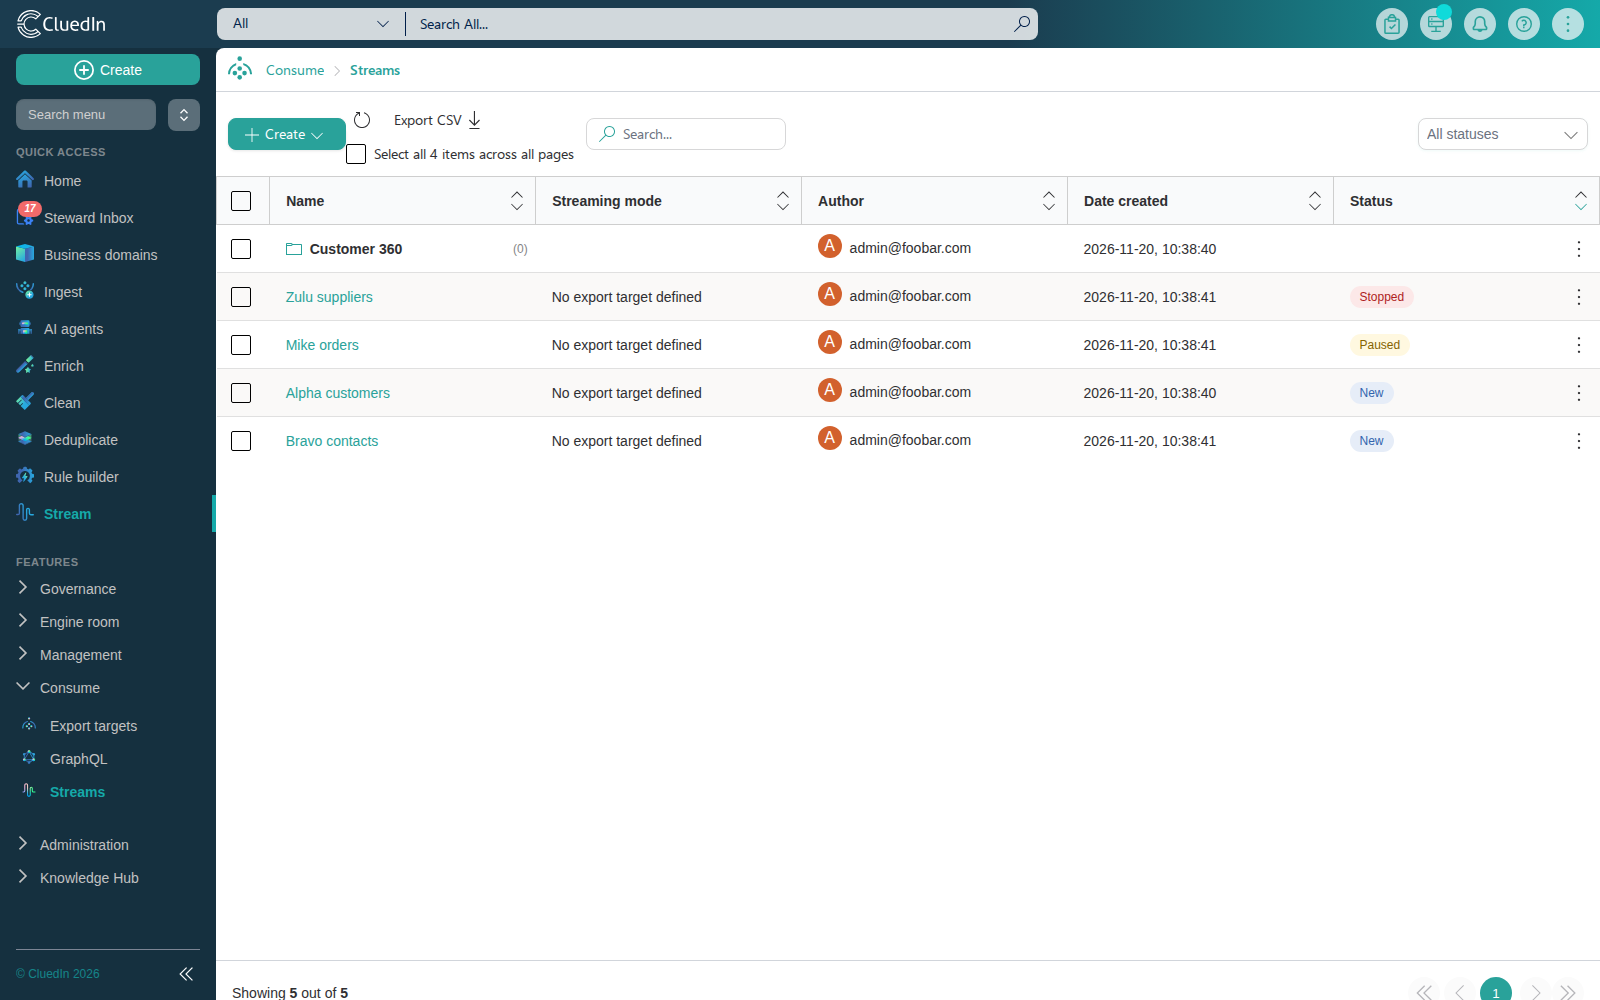 CluedIn
All
Search All...
Create
Search menu
QUICK ACCESS
Home
17
Steward Inbox
Business domains
Ingest
AI agents
Enrich
Clean
Deduplicate
Rule builder
Stream
FEATURES
Governance
Engine room
Management
Consume
Export targets
GraphQL
Streams
Administration
Knowledge Hub
© CluedIn 2026
Consume > Streams
Create
Export CSV
Select all 4 items across all pages
Search...
All statuses
Name Streaming mode Author Date created Status
Customer 360 (0) A admin@foobar.com 2026-11-20, 10:38:40
Zulu suppliers No export target defined A admin@foobar.com 2026-11-20, 10:38:41 Stopped
Mike orders No export target defined A admin@foobar.com 2026-11-20, 10:38:41 Paused
Alpha customers No export target defined A admin@foobar.com 2026-11-20, 10:38:40 New
Bravo contacts No export target defined A admin@foobar.com 2026-11-20, 10:38:41 New
Showing 5 out of 5
1